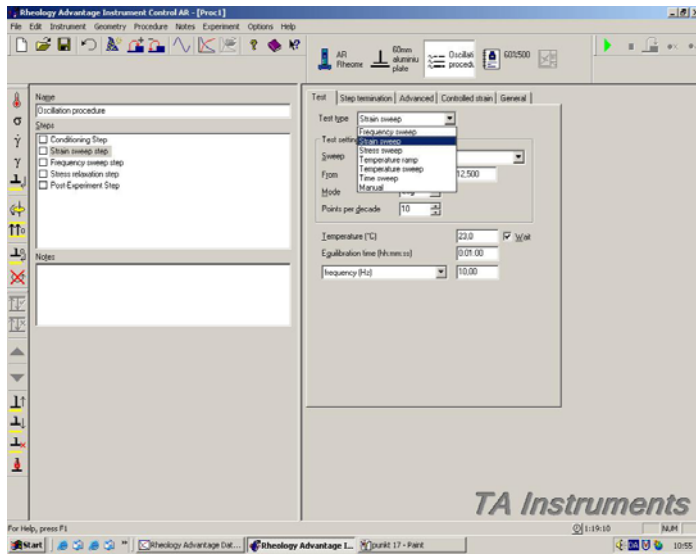 Rheology Advantage Instrument Control AR - [Proc1]
File Edit Instrument Geometry Procedure Notes Experiment Options Help
AR Rheome
60mm aluminiu plate
Oscillati procedu
60%500
Name
Oscillation procedure
Steps
Conditioning Step
Strain sweep step
Frequency sweep step
Stress relaxation step
Post-Experiment Step
Notes
Test Step termination Advanced Controlled strain General
Test type Strain sweep
Frequency sweep
Strain sweep
Stress sweep
Temperature ramp
Temperature sweep
Time sweep
Manual
Test settin
Sweep
From 12,500
Mode
Points per decade 10
Temperature (°C) 23,0 Wait
Equilibration time (hh:mm:ss) 0:01:00
frequency (Hz) 10,00
TA Instruments
For Help, press F1 1:19:10 NUM
Start Rheology Advantage Dat... Rheology Advantage I... punkt 17 - Paint DA 10:55